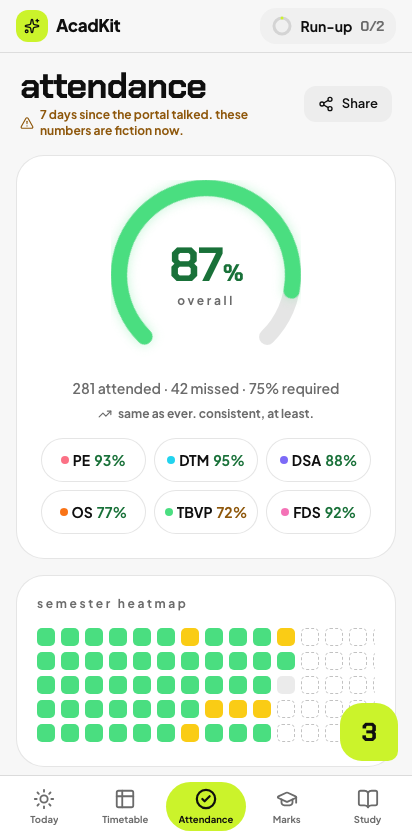 AcadKit
Run-up 0/2
attendance
7 days since the portal talked. these
numbers are fiction now.
Share
87%
overall
281 attended · 42 missed · 75% required
same as ever. consistent, at least.
PE 93%
DTM 95%
DSA 88%
OS 77%
TBVP 72%
FDS 92%
semester heatmap
3
Today
Timetable
Attendance
Marks
Study